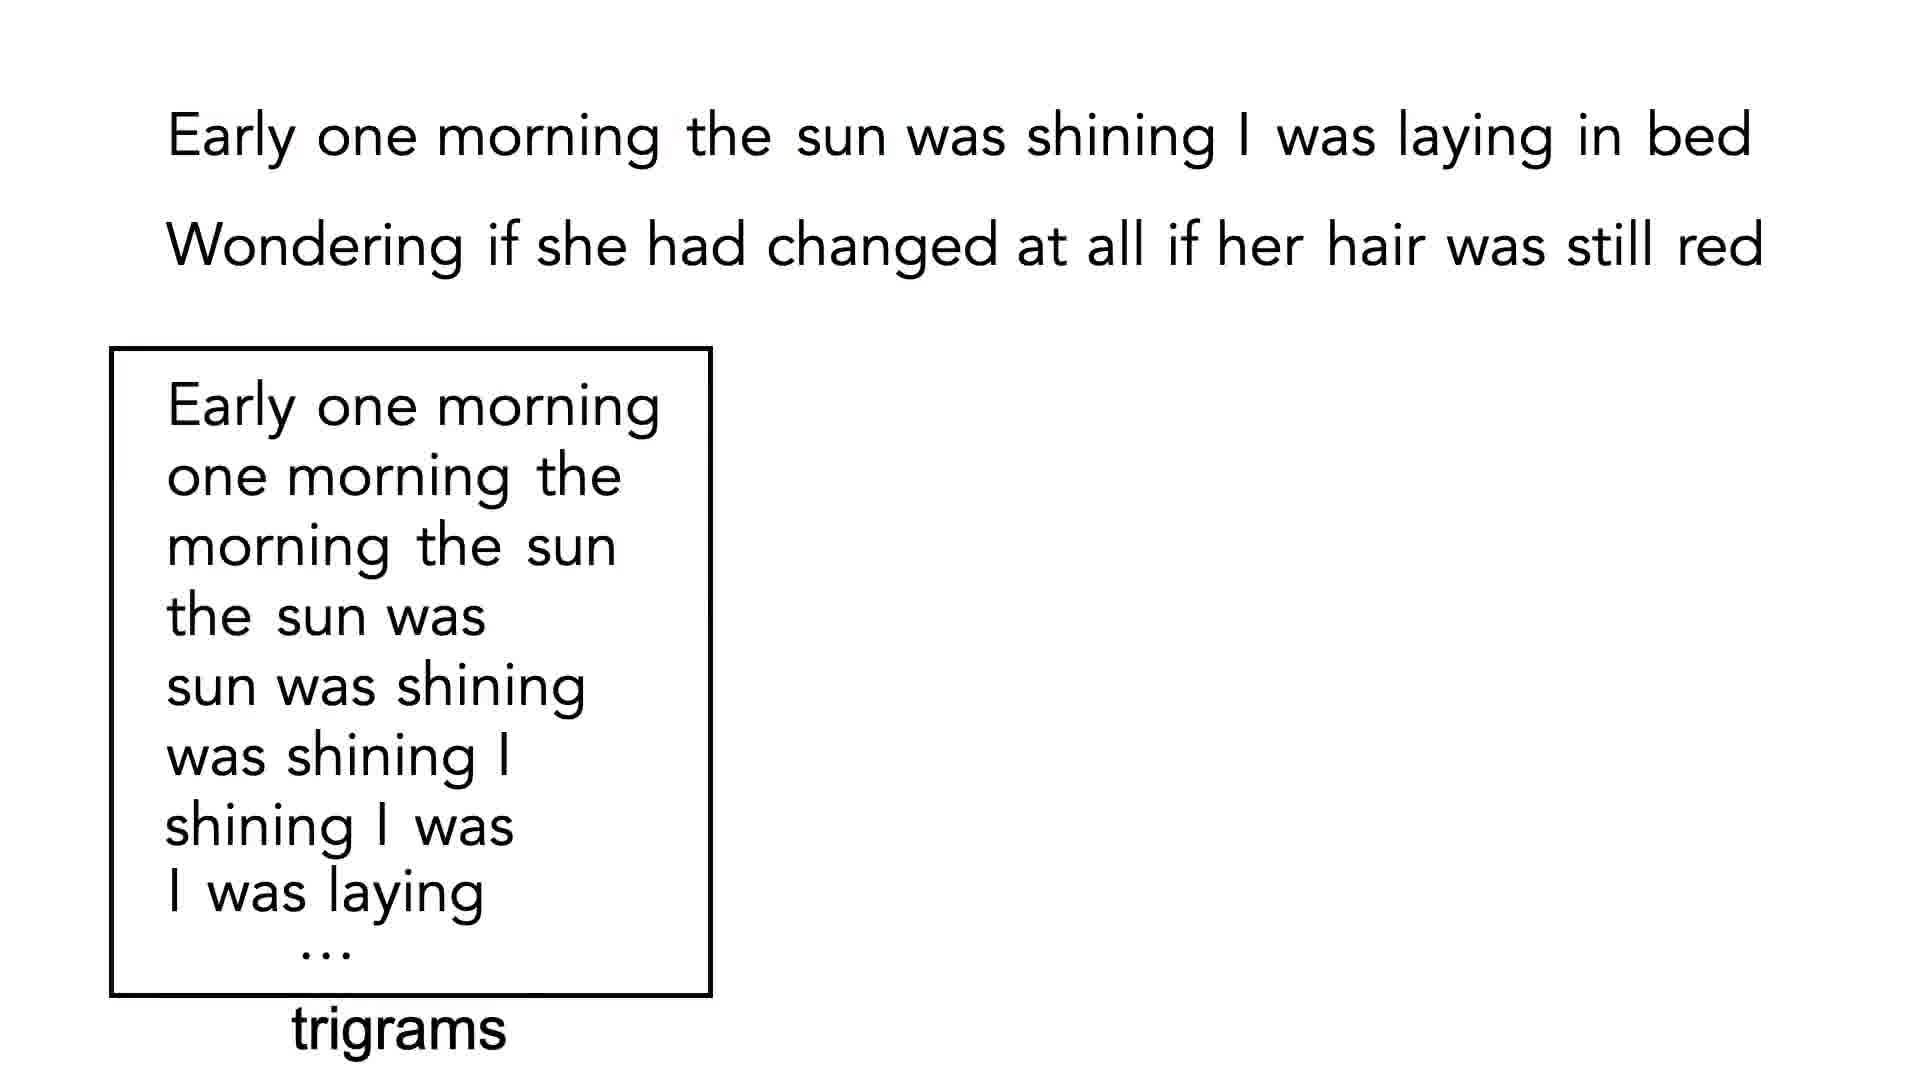 Early one morning the sun was shining I was laying in bed
Wondering if she had changed at all if her hair was still red
Early one morning
one morning the
morning the sun
the sun was
sun was shining
was shining I
shining I was
I was laying
...
trigrams